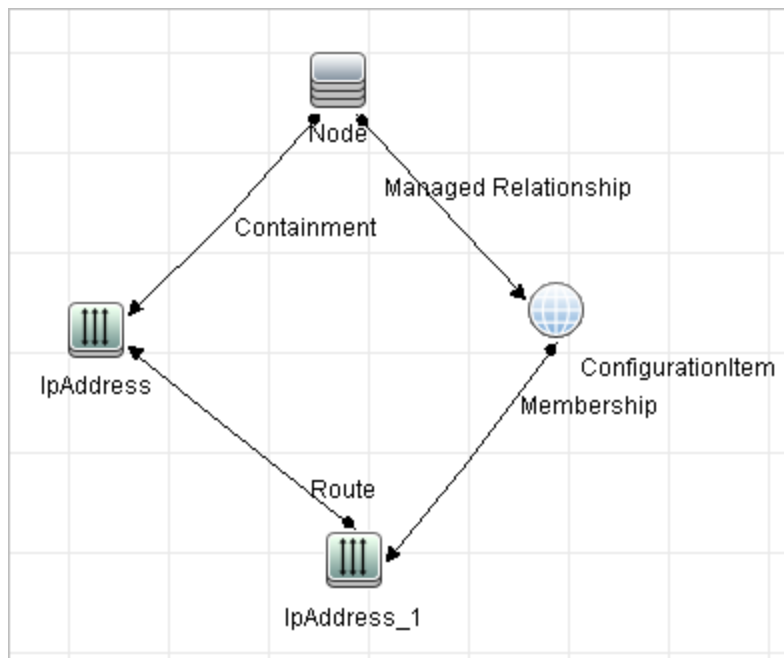 Node
Managed Relationship
Containment
ConfigurationItem
IpAddress
Membership
Route
IpAddress_1